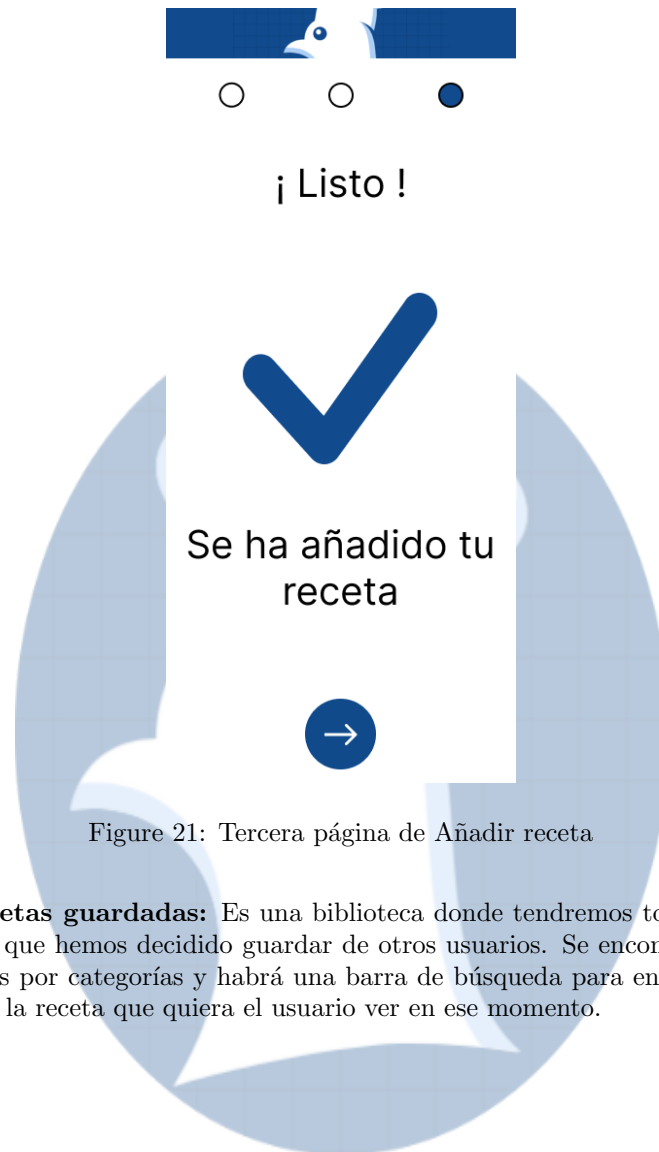 ¡ Listo !
Se ha añadido tu
receta
Figure 21: Tercera página de Añadir receta
etas guardadas: Es una biblioteca donde tendremos to
que hemos decidido guardar de otros usuarios. Se encon
s por categorías y habrá una barra de búsqueda para en
la receta que quiera el usuario ver en ese momento.